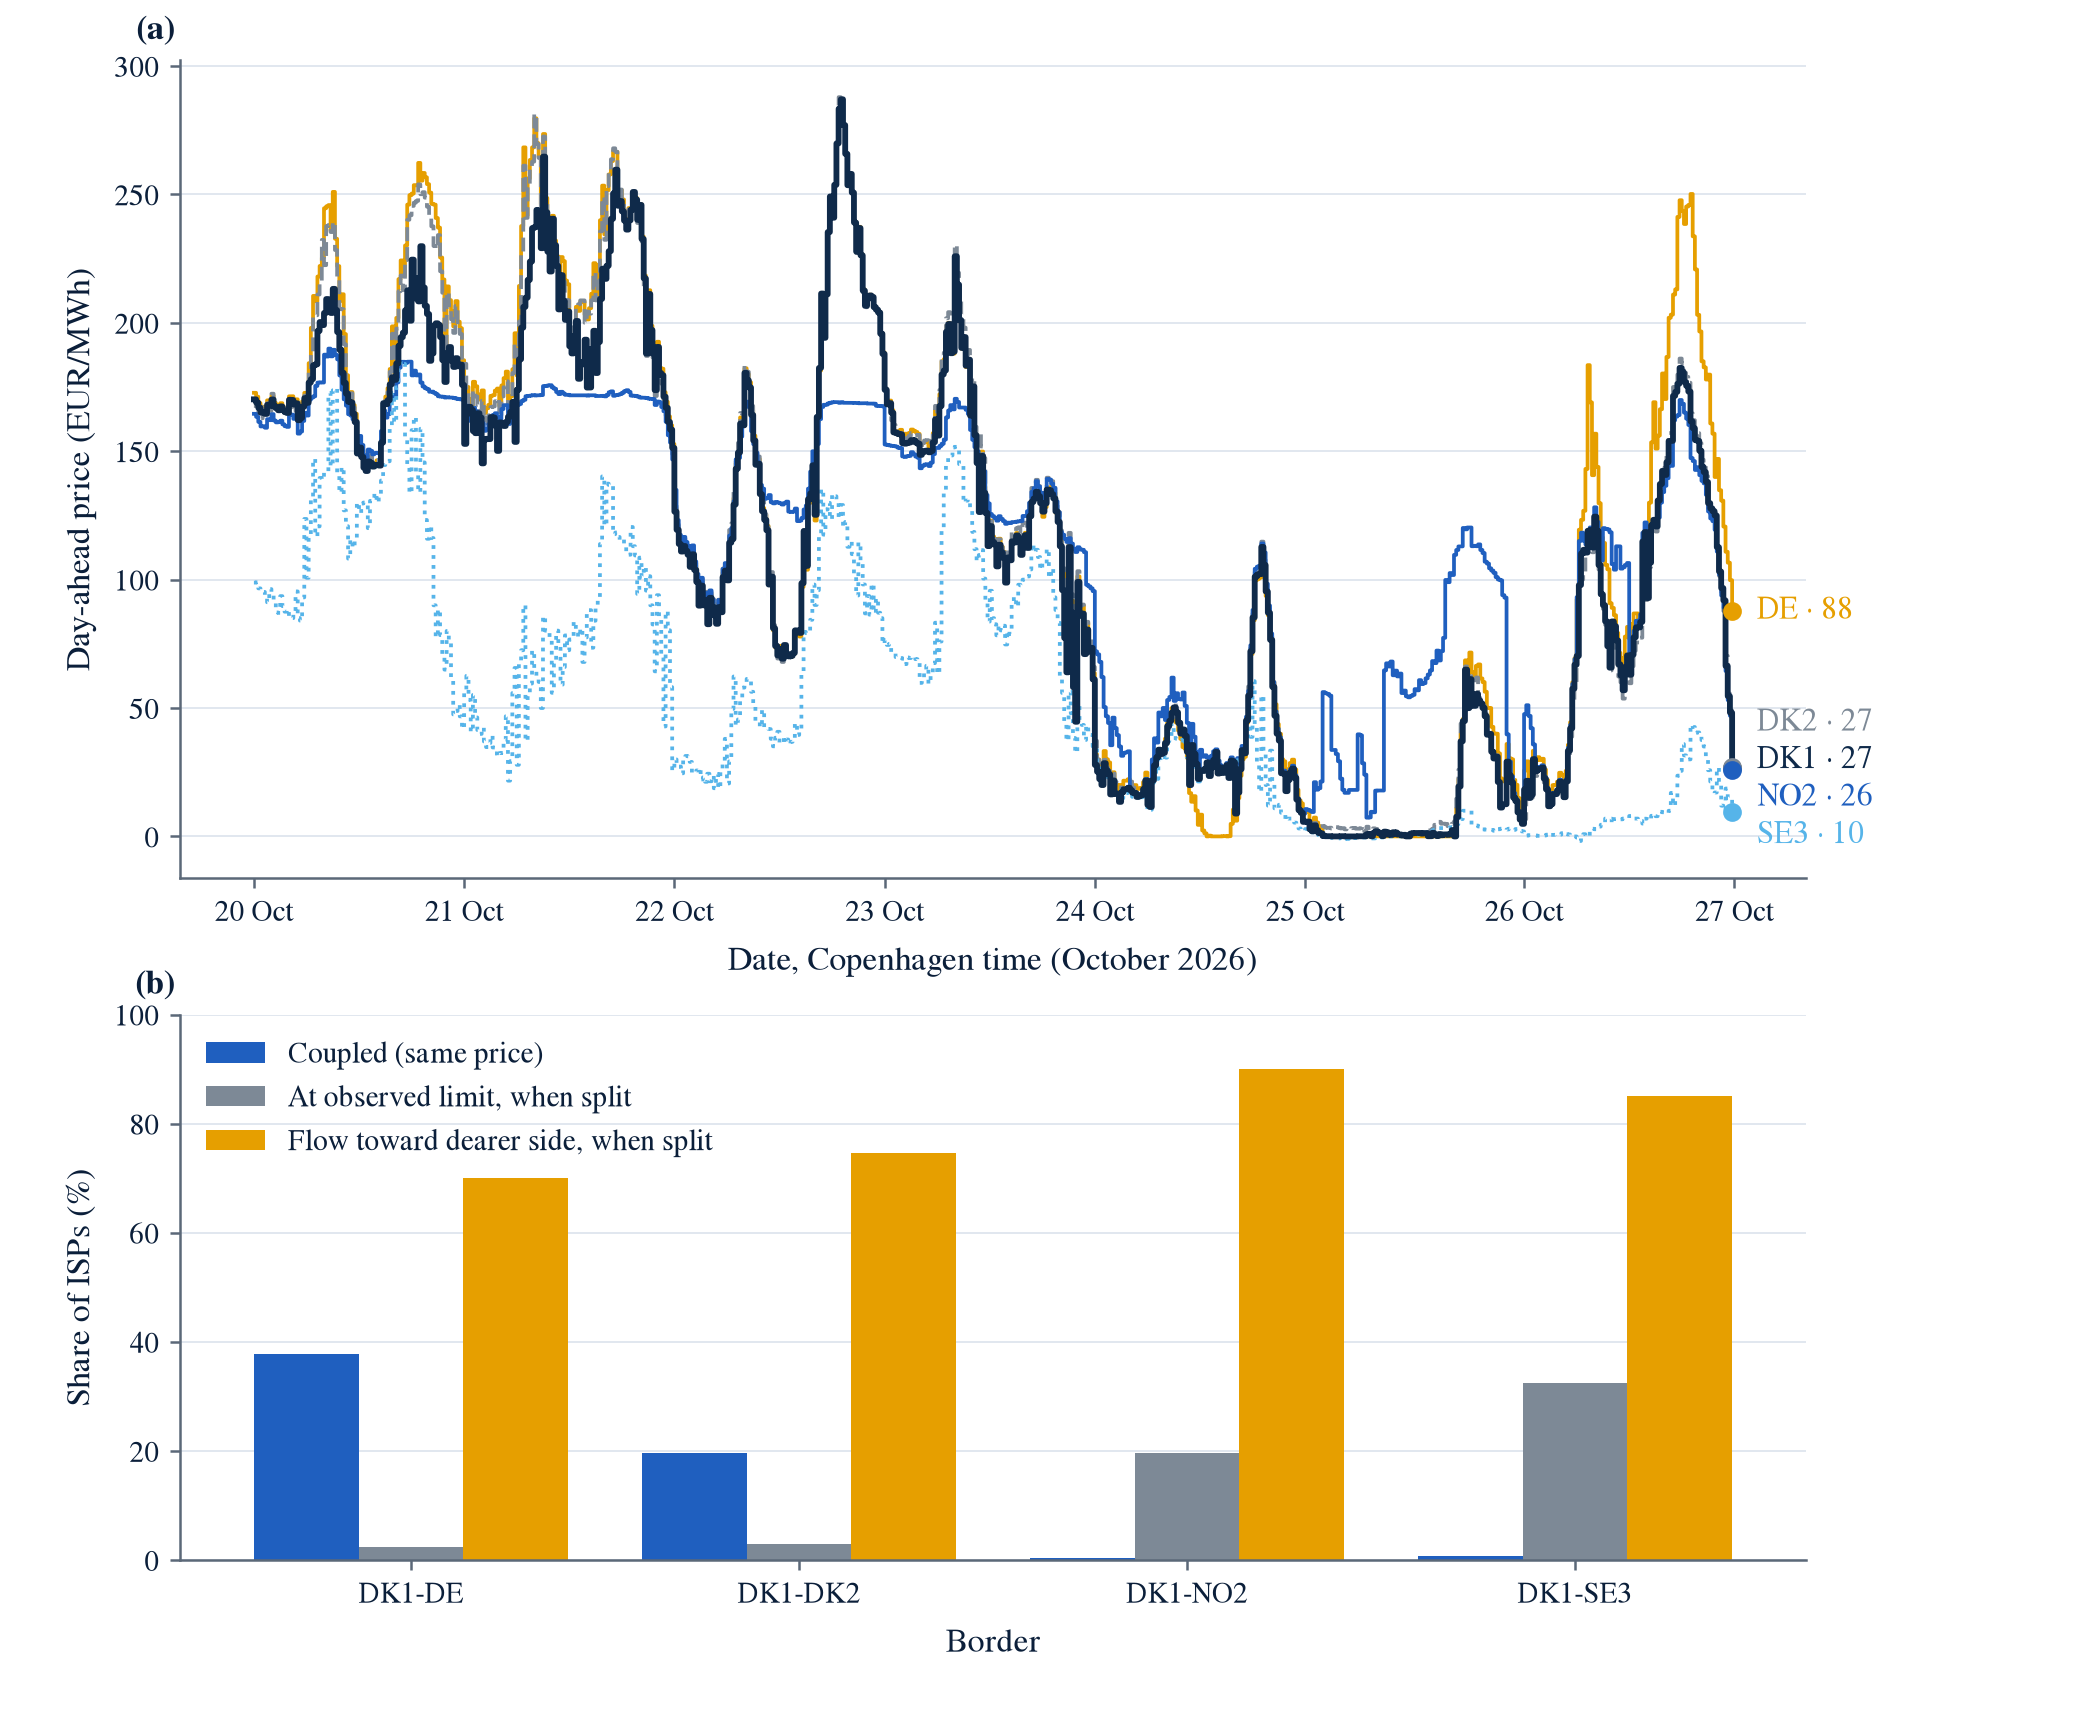 (a)
300
250
200
150
100
50
0
Day-ahead price (EUR/MWh)
DE · 88
DK2 · 27
DK1 · 27
NO2 · 26
SE3 · 10
20 Oct
21 Oct
22 Oct
23 Oct
24 Oct
25 Oct
26 Oct
27 Oct
Date, Copenhagen time (October 2026)
(b)
100
80
60
40
20
0
Share of ISPs (%)
Coupled (same price)
At observed limit, when split
Flow toward dearer side, when split
DK1-DE
DK1-DK2
DK1-NO2
DK1-SE3
Border